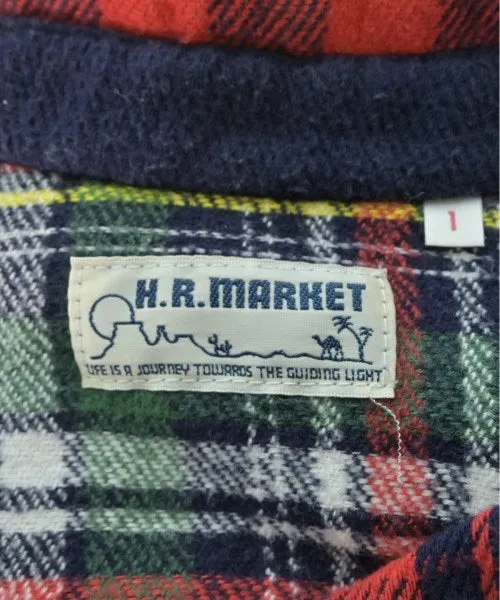 1
H.R.MARKET
LIFE IS A JOURNEY TOWARDS THE GUIDING LIGHT